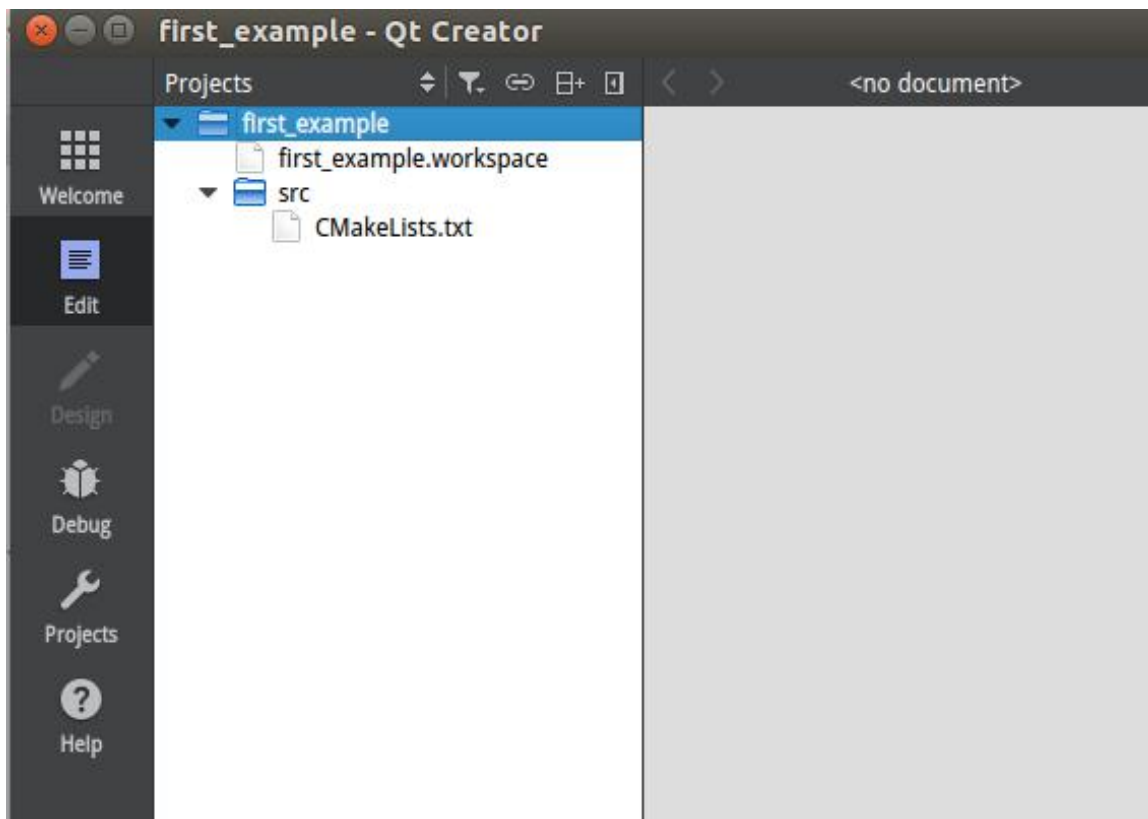 first_example - Qt Creator
Projects
<no document>
Welcome
Edit
Design
Debug
Projects
Help
first_example
first_example.workspace
src
CMakeLists.txt